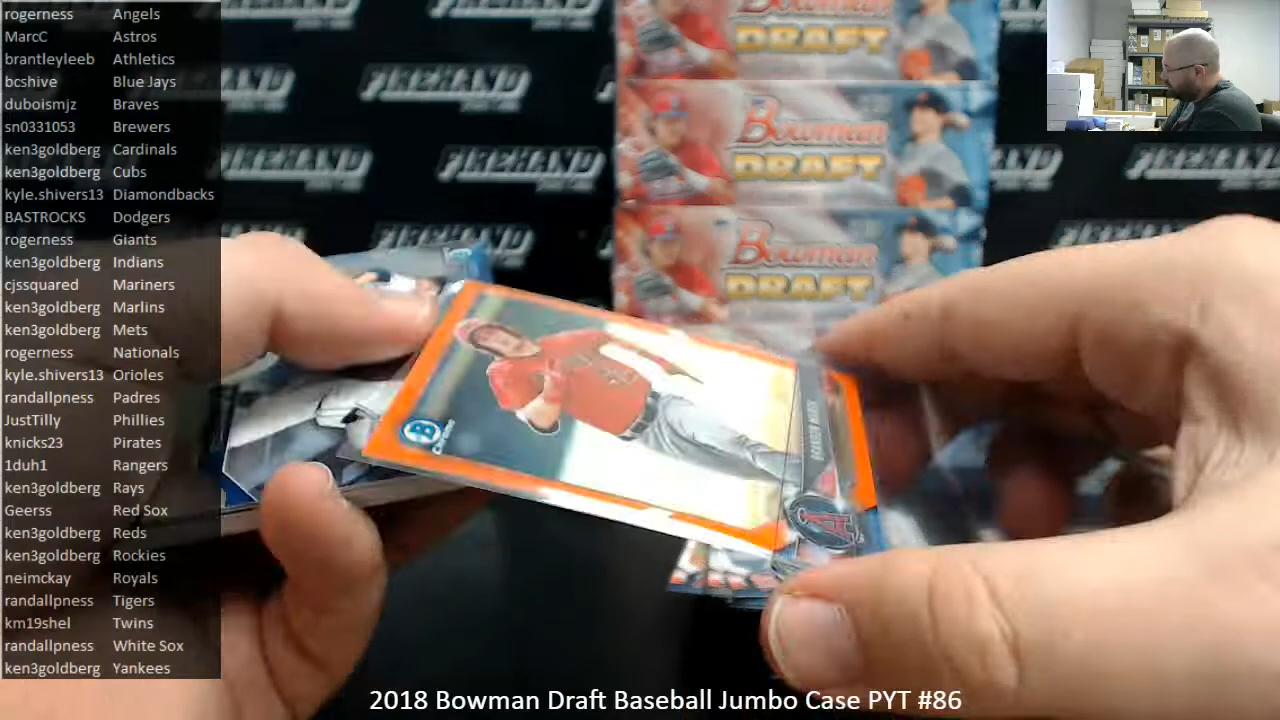 rogerness Angels
MarcC Astros
brantleyleeb Athletics
bcshive Blue Jays
duboismjz Braves
sn0331053 Brewers
ken3goldberg Cardinals
ken3goldberg Cubs
kyle.shivers13 Diamondbacks
BASTROCKS Dodgers
rogerness Giants
ken3goldberg Indians
cjssquared Mariners
ken3goldberg Marlins
ken3goldberg Mets
rogerness Nationals
kyle.shivers13 Orioles
randallpness Padres
JustTilly Phillies
knicks23 Pirates
1duh1 Rangers
ken3goldberg Rays
Geerss Red Sox
ken3goldberg Reds
ken3goldberg Rockies
neimckay Royals
randallpness Tigers
km19shel Twins
randallpness White Sox
ken3goldberg Yankees
FIREHAND
FIREHAND
FIREHAND
FIREHAND
FIREHAND
FIREHAND
Bowman
DRAFT
Bowman
DRAFT
Bowman
DRAFT
B
BRANDON MARSH
A
2018 Bowman Draft Baseball Jumbo Case PYT #86